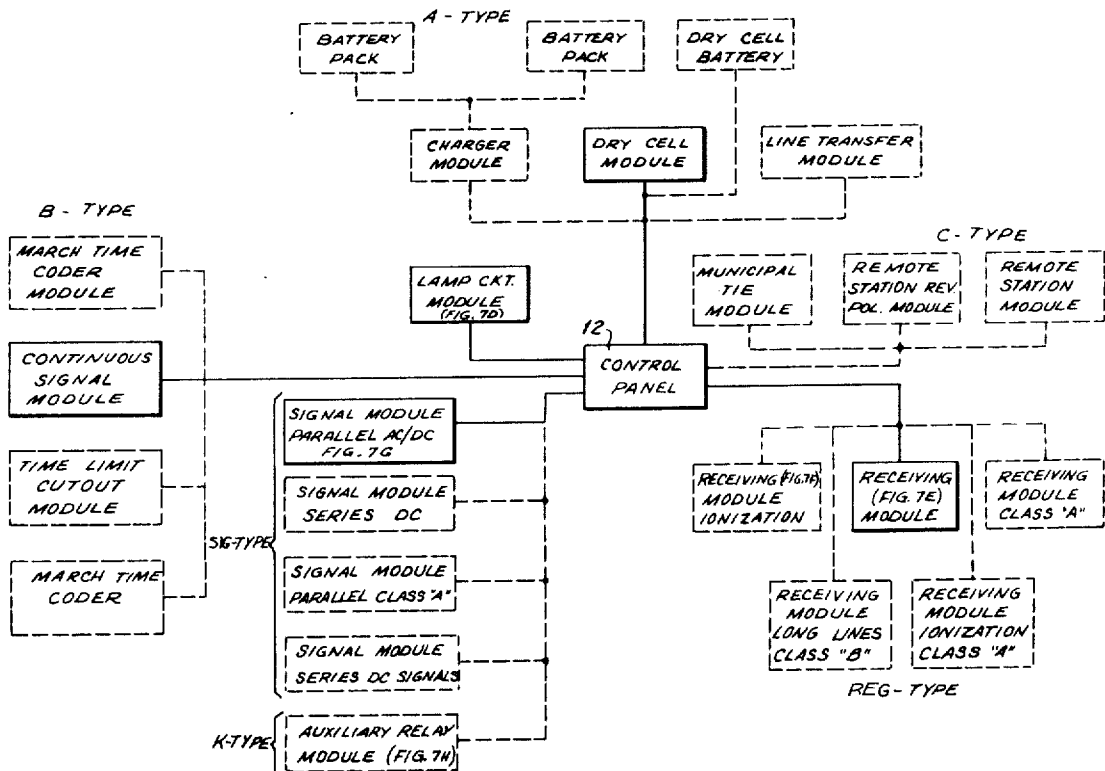 A - TYPE
BATTERY
PACK
BATTERY
PACK
DRY CELL
BATTERY
CHARGER
MODULE
DRY CELL
MODULE
LINE TRANSFER
MODULE
B - TYPE
MARCH TIME
CODER
MODULE
CONTINUOUS
SIGNAL
MODULE
TIME LIMIT
CUTOUT
MODULE
MARCH TIME
CODER
LAMP CKT.
MODULE
(FIG. 7D)
12
CONTROL
PANEL
C - TYPE
MUNICIPAL
TIE
MODULE
REMOTE
STATION REV.
POL. MODULE
REMOTE
STATION
MODULE
SIG-TYPE
SIGNAL MODULE
PARALLEL AC/DC
FIG. 7G
SIGNAL MODULE
SERIES DC
SIGNAL MODULE
PARALLEL CLASS "A"
SIGNAL MODULE
SERIES DC SIGNALS
K-TYPE
AUXILIARY RELAY
MODULE (FIG. 7H)
RECEIVING (FIG. 7F)
MODULE
IONIZATION
RECEIVING
(FIG. 7E)
MODULE
RECEIVING
MODULE
CLASS "A"
RECEIVING
MODULE
LONG LINES
CLASS "B"
RECEIVING
MODULE
IONIZATION
CLASS "A"
REG-TYPE